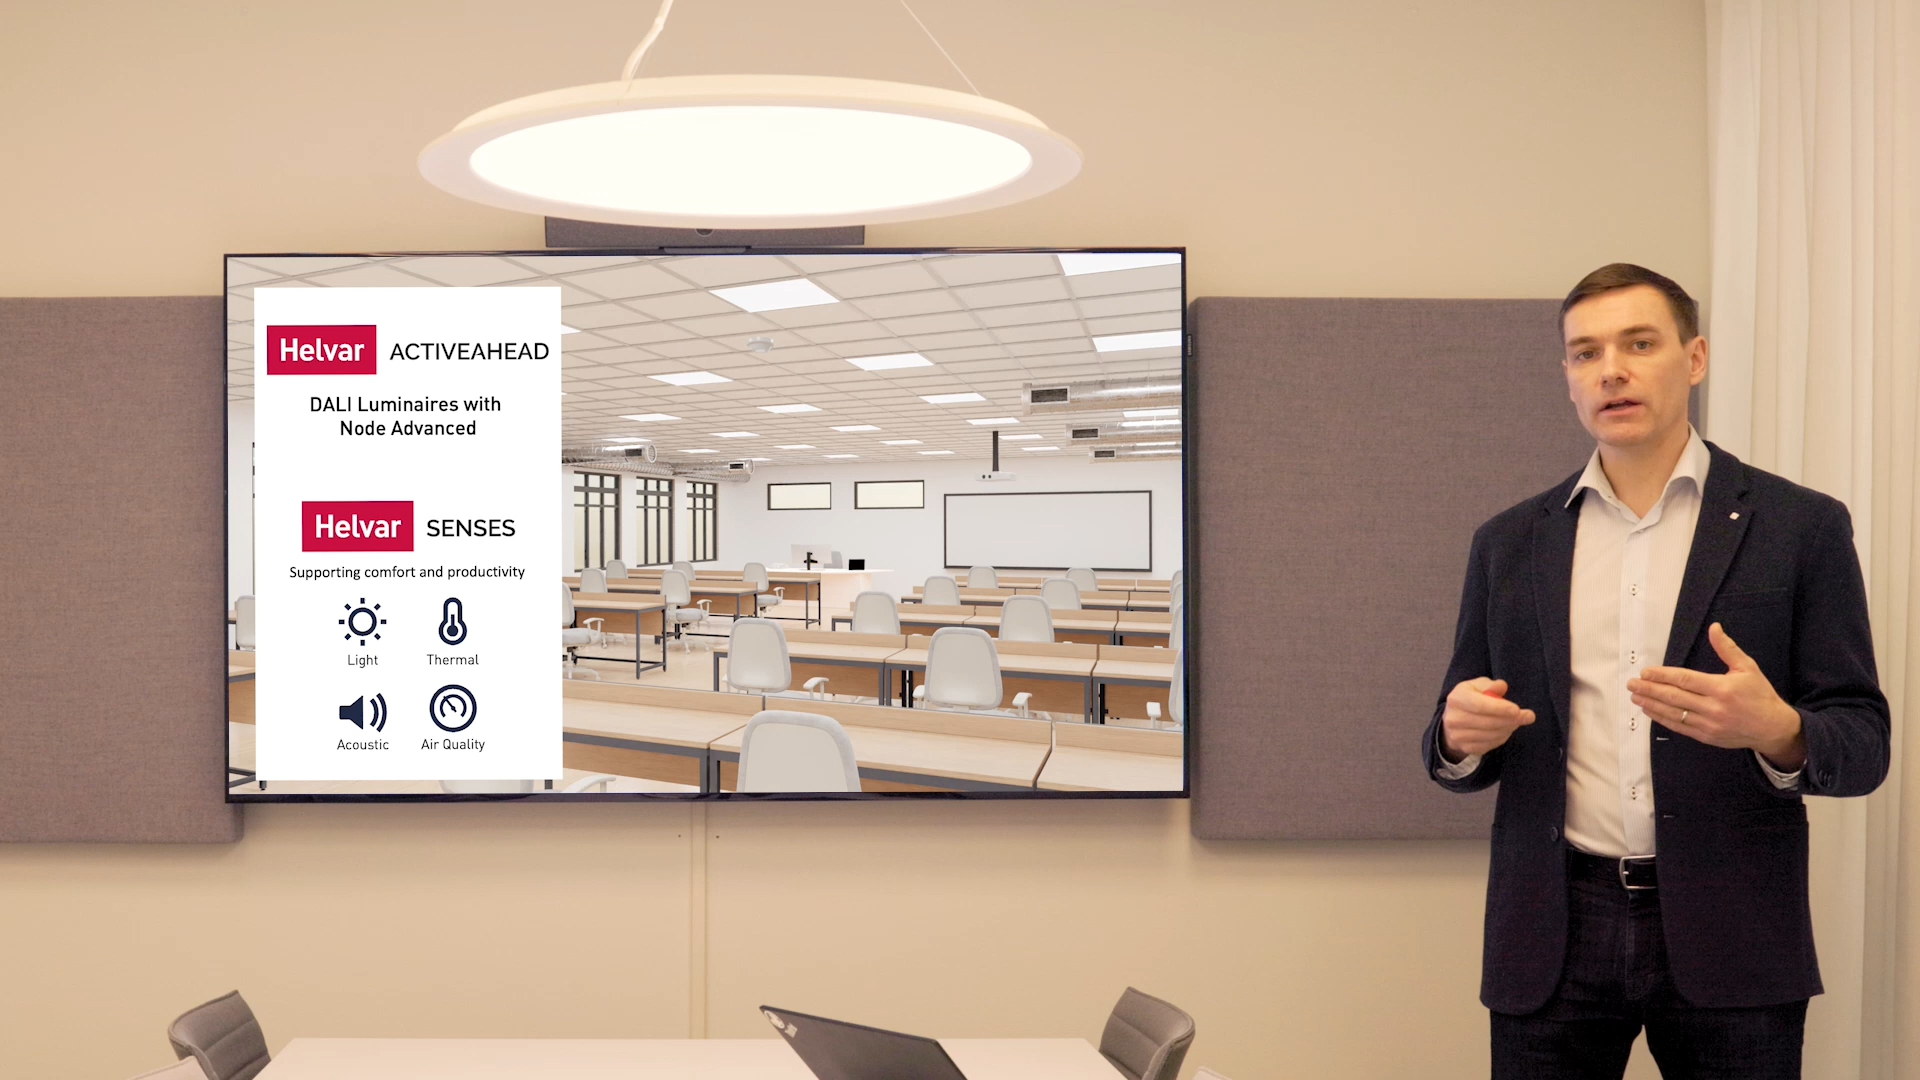 Helvar ACTIVEAHEAD
DALI Luminaires with
Node Advanced
Helvar SENSES
Supporting comfort and productivity
Light Thermal
Acoustic Air Quality